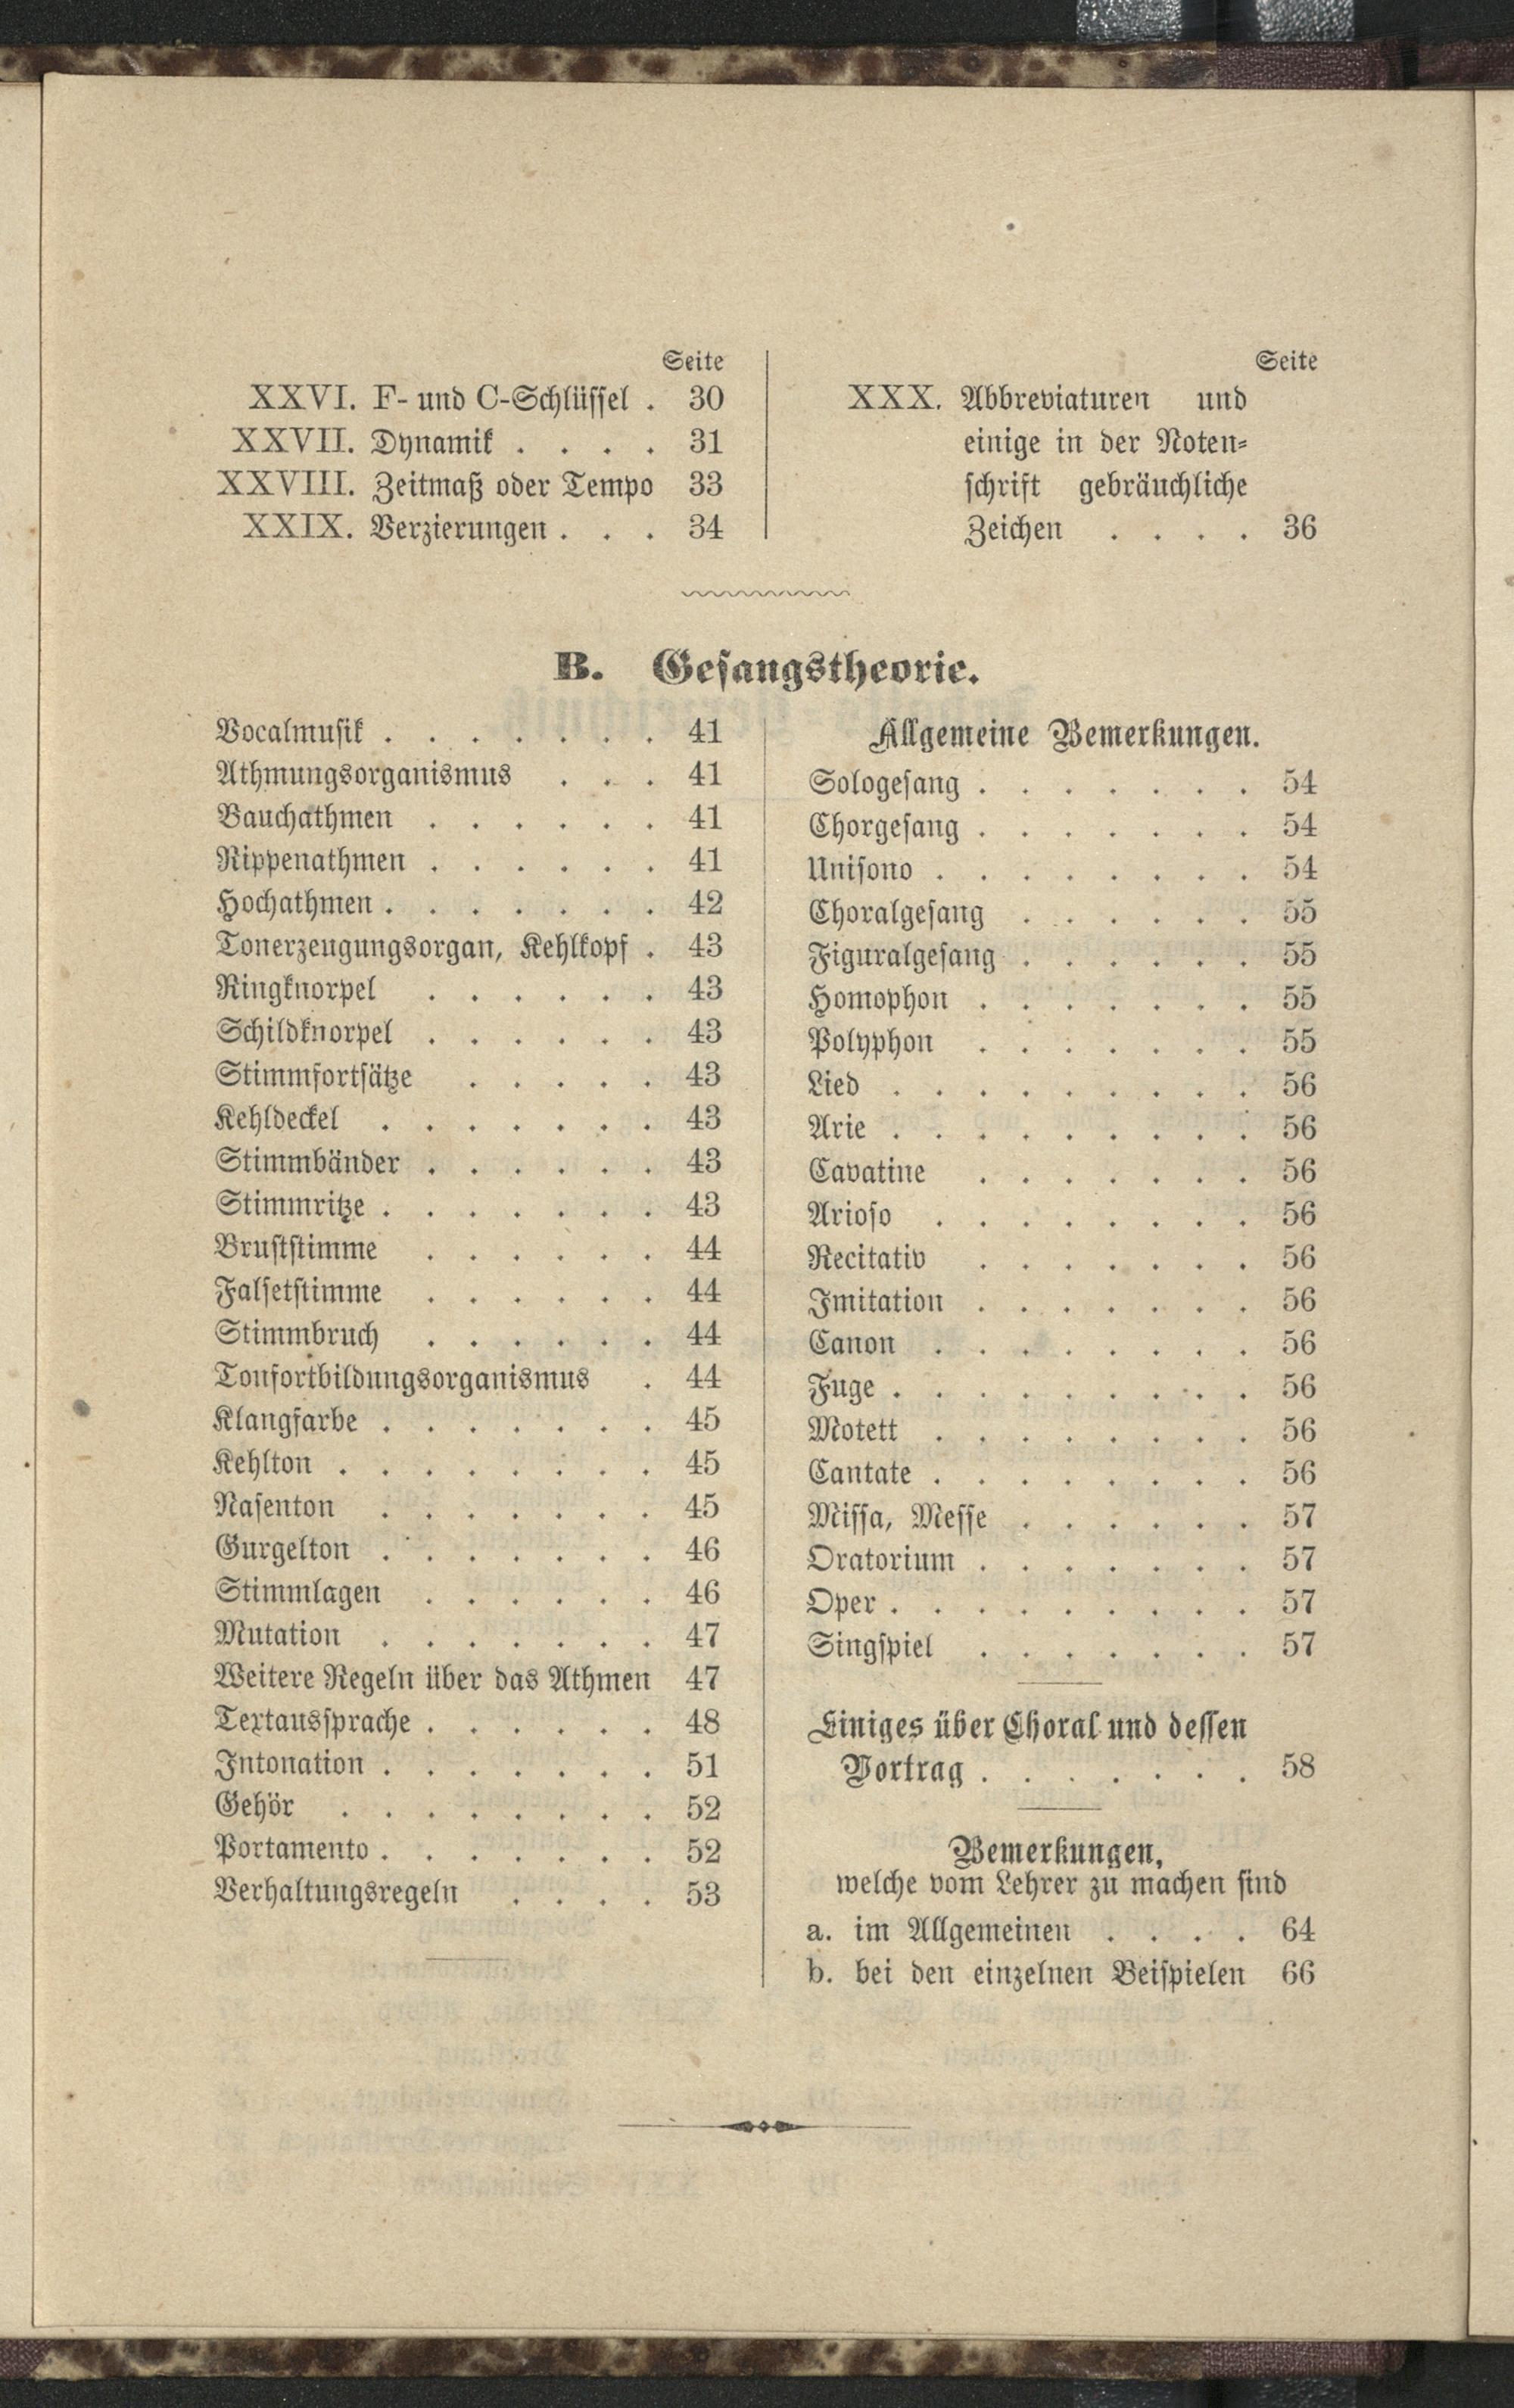 Seite
XXVI. F- und C-Schlüssel . 30
XXVII. Dynamik . . . . 31
XXVIII. Zeitmaß oder Tempo 33
XXIX. Verzierungen . . . 34
Seite
XXX. Abbreviaturen und
einige in der Noten-
schrift gebräuchliche
Zeichen . . . . 36
B. Gesangstheorie.
Vocalmusik . . . . . . . 41
Athmungsorganismus . . . 41
Bauchathmen . . . . . . 41
Rippenathmen . . . . . . 41
Hochathmen . . . . . . . 42
Tonerzeugungsorgan, Kehlkopf . 43
Ringknorpel . . . . . . 43
Schildknorpel . . . . . . 43
Stimmfortsätze . . . . . 43
Kehldeckel . . . . . . . 43
Stimmbänder . . . . . . 43
Stimmritze . . . . . . . 43
Bruststimme . . . . . . 44
Falsetstimme . . . . . . 44
Stimmbruch . . . . . . 44
Tonfortbildungsorganismus . 44
Klangfarbe . . . . . . . 45
Kehlton . . . . . . . . 45
Nasenton . . . . . . . 45
Gurgelton . . . . . . . 46
Stimmlagen . . . . . . 46
Mutation . . . . . . . 47
Weitere Regeln über das Athmen 47
Textaussprache . . . . . . 48
Intonation . . . . . . . 51
Gehör . . . . . . . . 52
Portamento . . . . . . . 52
Verhaltungsregeln . . . . 53
Allgemeine Bemerkungen.
Sologesang . . . . . . . 54
Chorgesang . . . . . . . 54
Unisono . . . . . . . . 54
Choralgesang . . . . . . 55
Figuralgesang . . . . . . 55
Homophon . . . . . . . 55
Polyphon . . . . . . . 55
Lied . . . . . . . . . 56
Arie . . . . . . . . . 56
Cavatine . . . . . . . 56
Arioso . . . . . . . . 56
Recitativ . . . . . . . 56
Imitation . . . . . . . 56
Canon . . . . . . . . 56
Fuge . . . . . . . . . 56
Motett . . . . . . . . 56
Cantate . . . . . . . . 56
Missa, Messe . . . . . . 57
Oratorium . . . . . . . 57
Oper . . . . . . . . . 57
Singspiel . . . . . . . 57
Einiges über Choral und dessen
Vortrag . . . . . . . 58
Bemerkungen,
welche vom Lehrer zu machen sind
a. im Allgemeinen . . . . 64
b. bei den einzelnen Beispielen 66